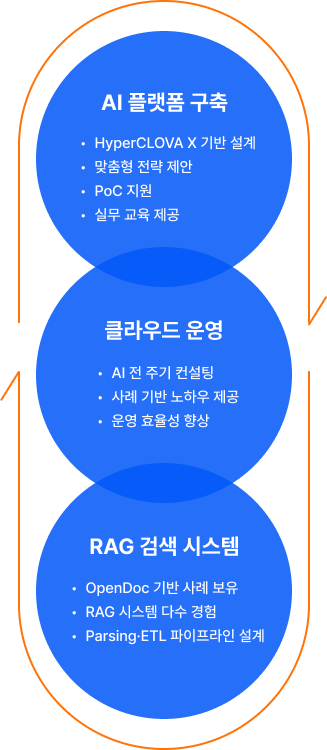 AI 플랫폼 구축
• HyperCLOVA X 기반 설계
• 맞춤형 전략 제안
• PoC 지원
• 실무 교육 제공
클라우드 운영
• AI 전 주기 컨설팅
• 사례 기반 노하우 제공
• 운영 효율성 향상
RAG 검색 시스템
• OpenDoc 기반 사례 보유
• RAG 시스템 다수 경험
• Parsing·ETL 파이프라인 설계